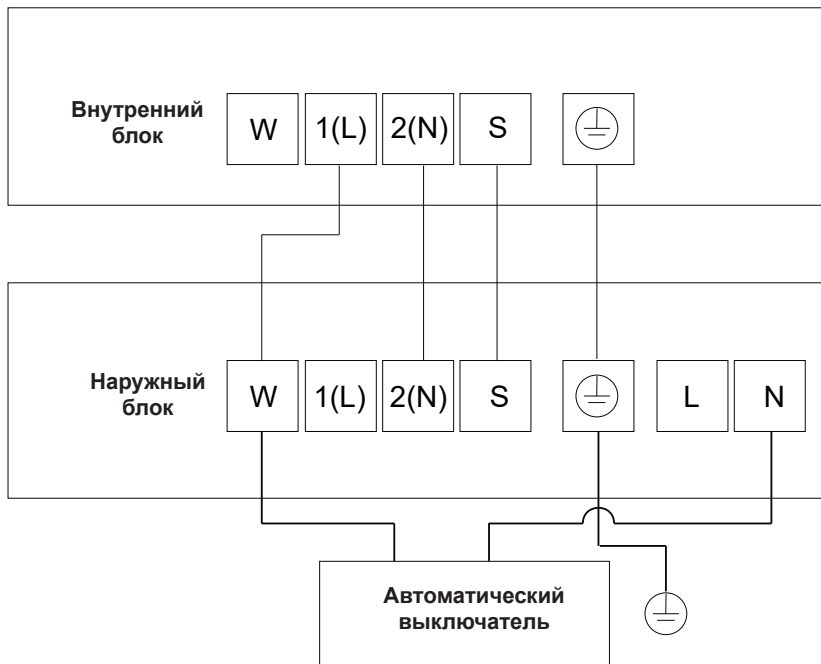 Внутренний
блок
W 1(L) 2(N) S
Наружный
блок
W 1(L) 2(N) S L N
Автоматический
выключатель